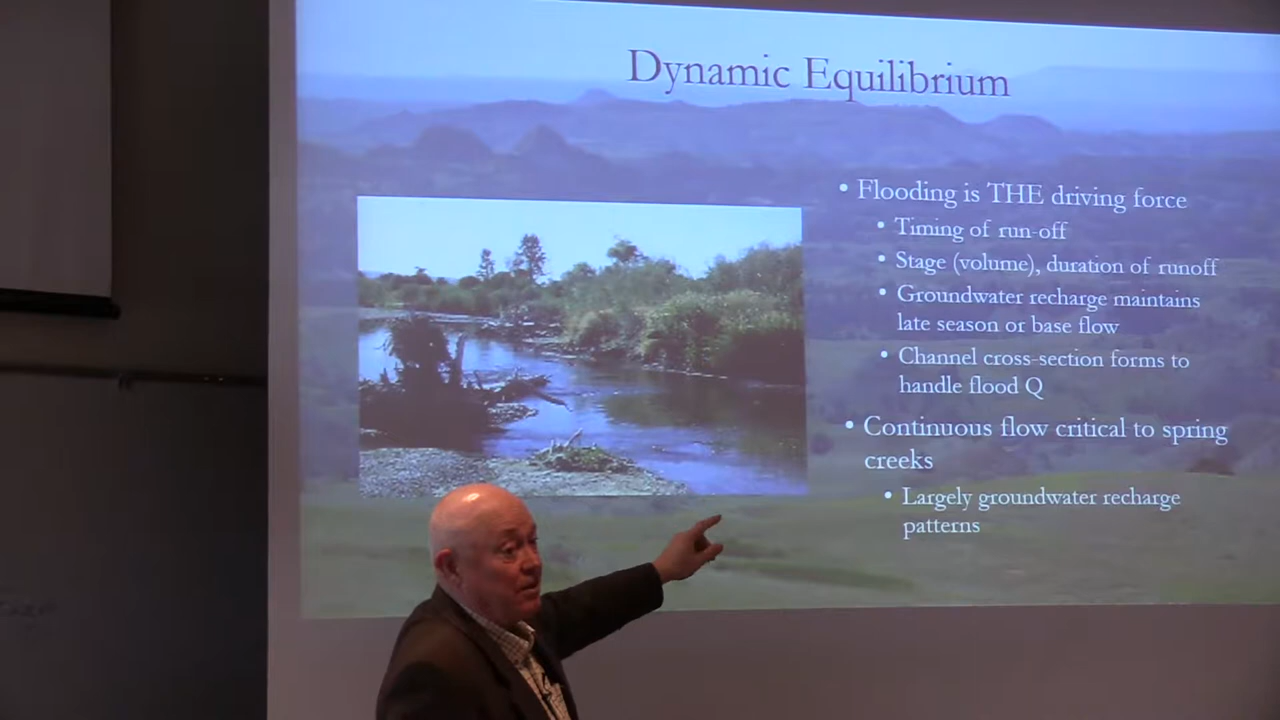 Dynamic Equilibrium
• Flooding is THE driving force
• Timing of run-off
• Stage (volume), duration of runoff
• Groundwater recharge maintains
late season or base flow
• Channel cross-section forms to
handle flood Q
• Continuous flow critical to spring
creeks
• Largely groundwater recharge
patterns